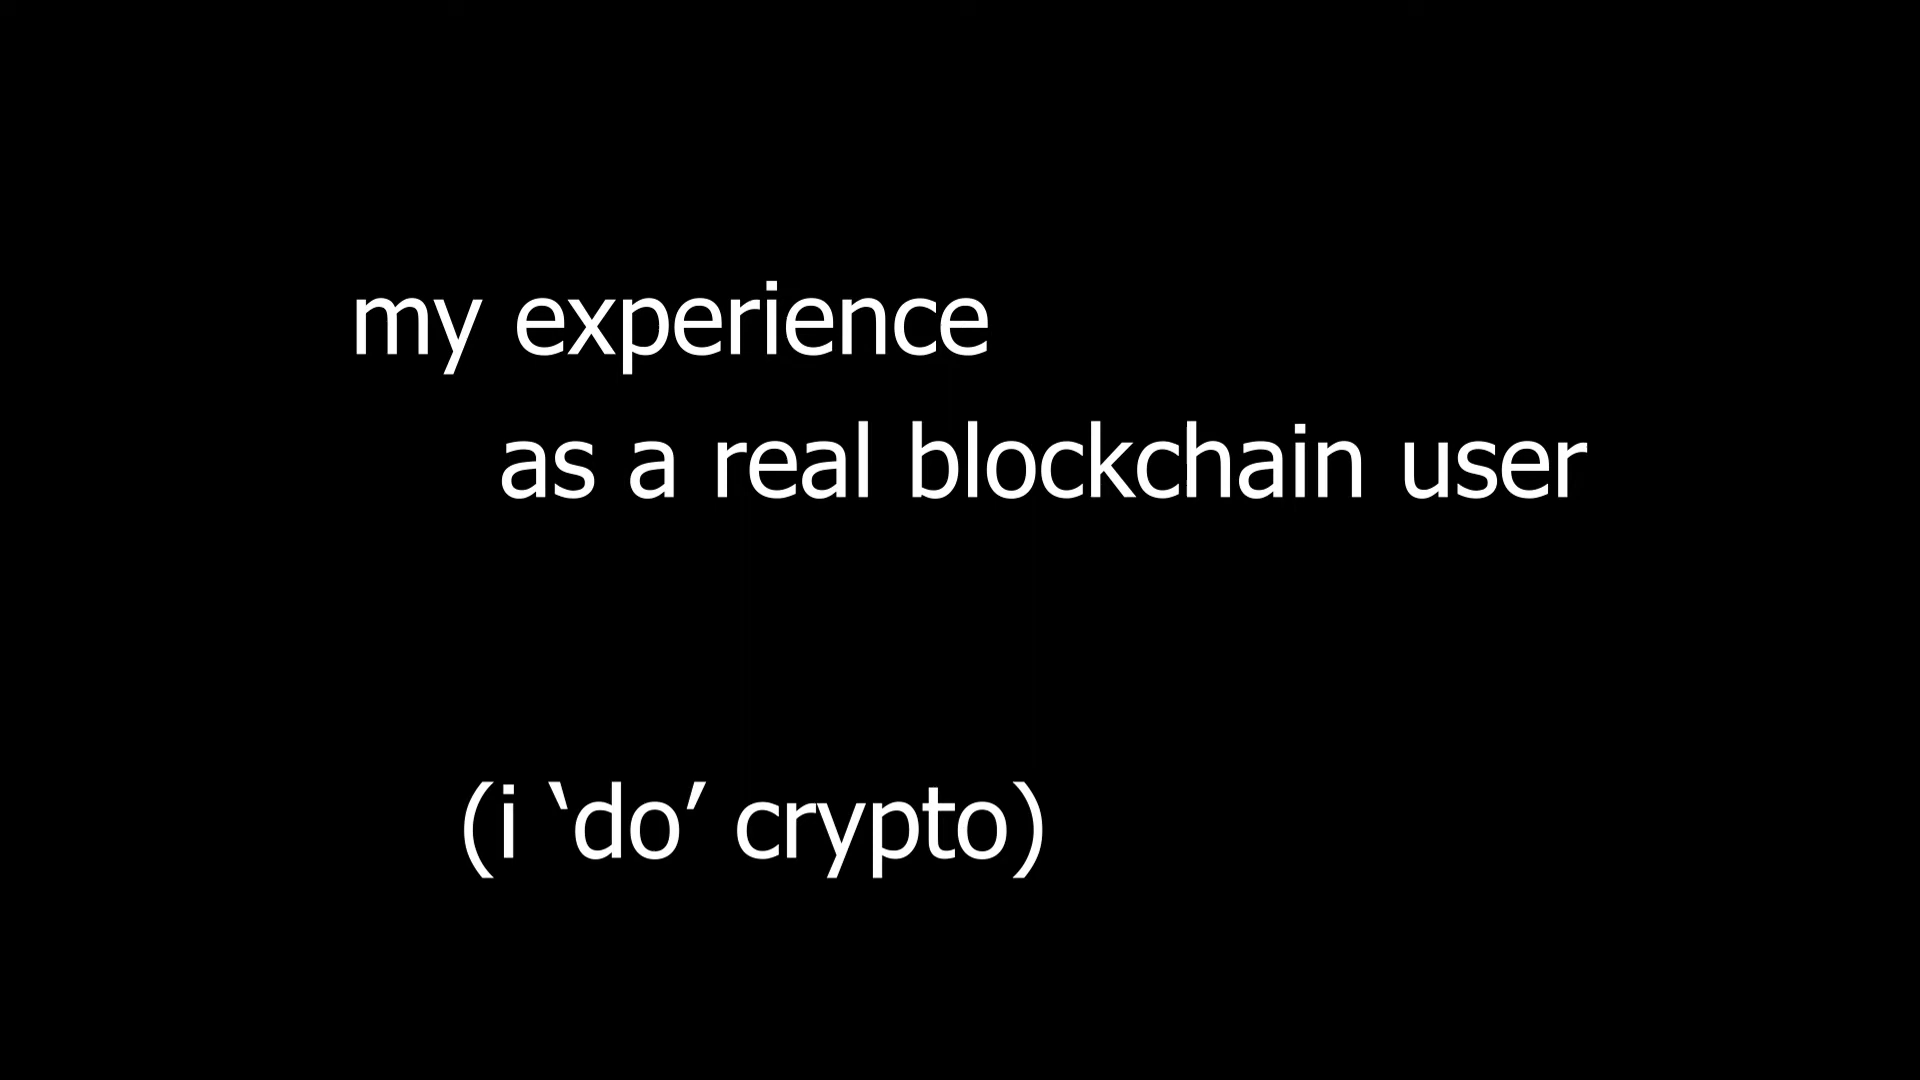 my experience
as a real blockchain user
(i ‘do’ crypto)